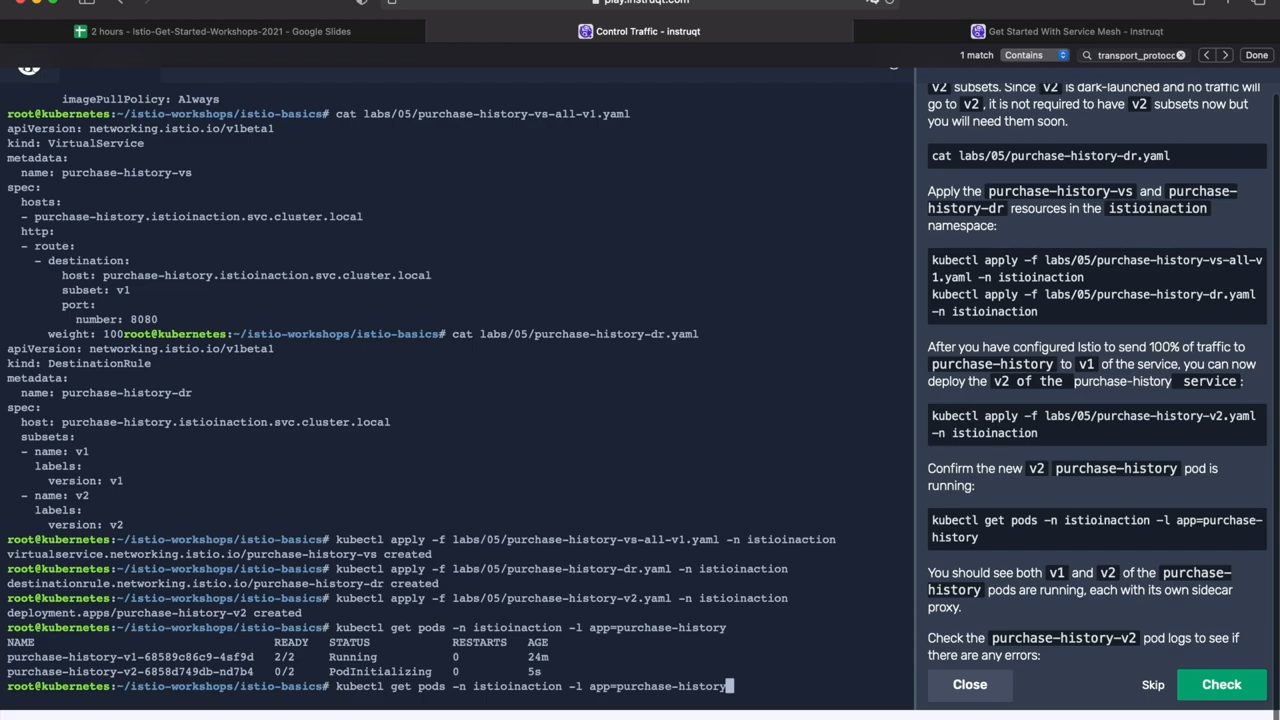 play.instruqt.com
2 hours - Istio-Get-Started-Workshops-2021 - Google Sheets
Control Traffic - instruqt
Get Started With Service Mesh - Instruqt
1 match
Contains
transport_protocc
Done
imagePullPolicy: Always
root@kubernetes:~/istio-workshops/istio-basics# cat labs/05/purchase-history-vs-all-v1.yaml
apiVersion: networking.istio.io/v1beta1
kind: VirtualService
metadata:
name: purchase-history-vs
spec:
hosts:
- purchase-history.istioinaction.svc.cluster.local
http:
- route:
- destination:
host: purchase-history.istioinaction.svc.cluster.local
subset: v1
port:
number: 8080
weight: 100root@kubernetes:~/istio-workshops/istio-basics# cat labs/05/purchase-history-dr.yaml
apiVersion: networking.istio.io/v1beta1
kind: DestinationRule
metadata:
name: purchase-history-dr
spec:
host: purchase-history.istioinaction.svc.cluster.local
subsets:
- name: v1
labels:
version: v1
- name: v2
labels:
version: v2
root@kubernetes:~/istio-workshops/istio-basics# kubectl apply -f labs/05/purchase-history-vs-all-v1.yaml -n istioinaction
virtualservice.networking.istio.io/purchase-history-vs created
root@kubernetes:~/istio-workshops/istio-basics# kubectl apply -f labs/05/purchase-history-dr.yaml -n istioinaction
destinationrule.networking.istio.io/purchase-history-dr created
root@kubernetes:~/istio-workshops/istio-basics# kubectl apply -f labs/05/purchase-history-v2.yaml -n istioinaction
deployment.apps/purchase-history-v2 created
root@kubernetes:~/istio-workshops/istio-basics# kubectl get pods -n istioinaction -l app=purchase-history
NAME READY STATUS RESTARTS AGE
purchase-history-v1-68589c86c9-4sf9d 2/2 Running 0 24m
purchase-history-v2-6858d749db-nd7b4 0/2 PodInitializing 0 5s
root@kubernetes:~/istio-workshops/istio-basics# kubectl get pods -n istioinaction -l app=purchase-history
v2 subsets. Since v2 is dark-launched and no traffic will
go to v2, it is not required to have v2 subsets now but
you will need them soon.
cat labs/05/purchase-history-dr.yaml
Apply the purchase-history-vs and purchase-
history-dr resources in the istioinaction
namespace:
kubectl apply -f labs/05/purchase-history-vs-all-v
1.yaml -n istioinaction
kubectl apply -f labs/05/purchase-history-dr.yaml
-n istioinaction
After you have configured Istio to send 100% of traffic to
purchase-history to v1 of the service, you can now
deploy the v2 of the purchase-history service:
kubectl apply -f labs/05/purchase-history-v2.yaml
-n istioinaction
Confirm the new v2 purchase-history pod is
running:
kubectl get pods -n istioinaction -l app=purchase-
history
You should see both v1 and v2 of the purchase-
history pods are running, each with its own sidecar
proxy.
Check the purchase-history-v2 pod logs to see if
there are any errors:
Close
Skip
Check